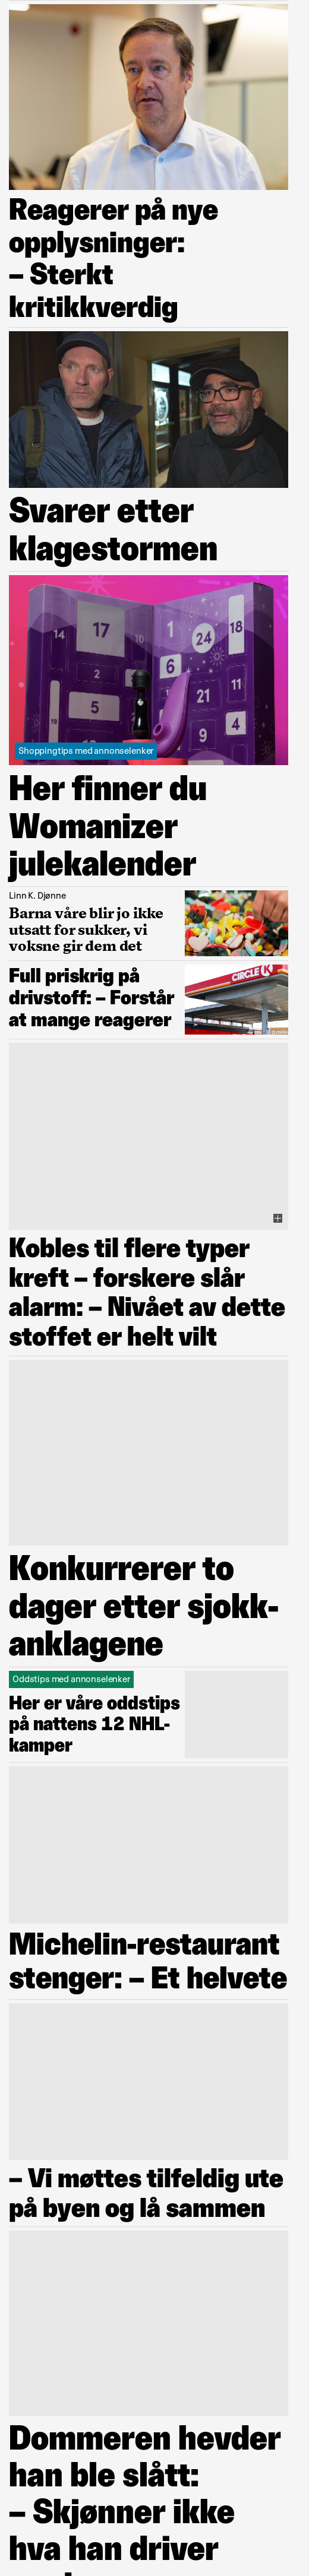 Reagerer på nye
opplysninger:
– Sterkt
kritikkverdig
Svarer etter
klagestormen
14
17
10
1
24
18
2
6
13
5
21
11
4
19
9
Shoppingtips med annonselenker
Her finner du
Womanizer
julekalender
Linn K. Djønne
Barna våre blir jo ikke
utsatt for sukker, vi
voksne gir dem det
CIRCLE K
Full priskrig på
drivstoff: – Forstår
at mange reagerer
Kobles til flere typer
kreft – forskere slår
alarm: – Nivået av dette
stoffet er helt vilt
Konkurrerer to
dager etter sjokk-
anklagene
Oddstips med annonselenker
Her er våre oddstips
på nattens 12 NHL-
kamper
Michelin-restaurant
stenger: – Et helvete
– Vi møttes tilfeldig ute
på byen og lå sammen
Dommeren hevder
han ble slått:
– Skjønner ikke
hva han driver